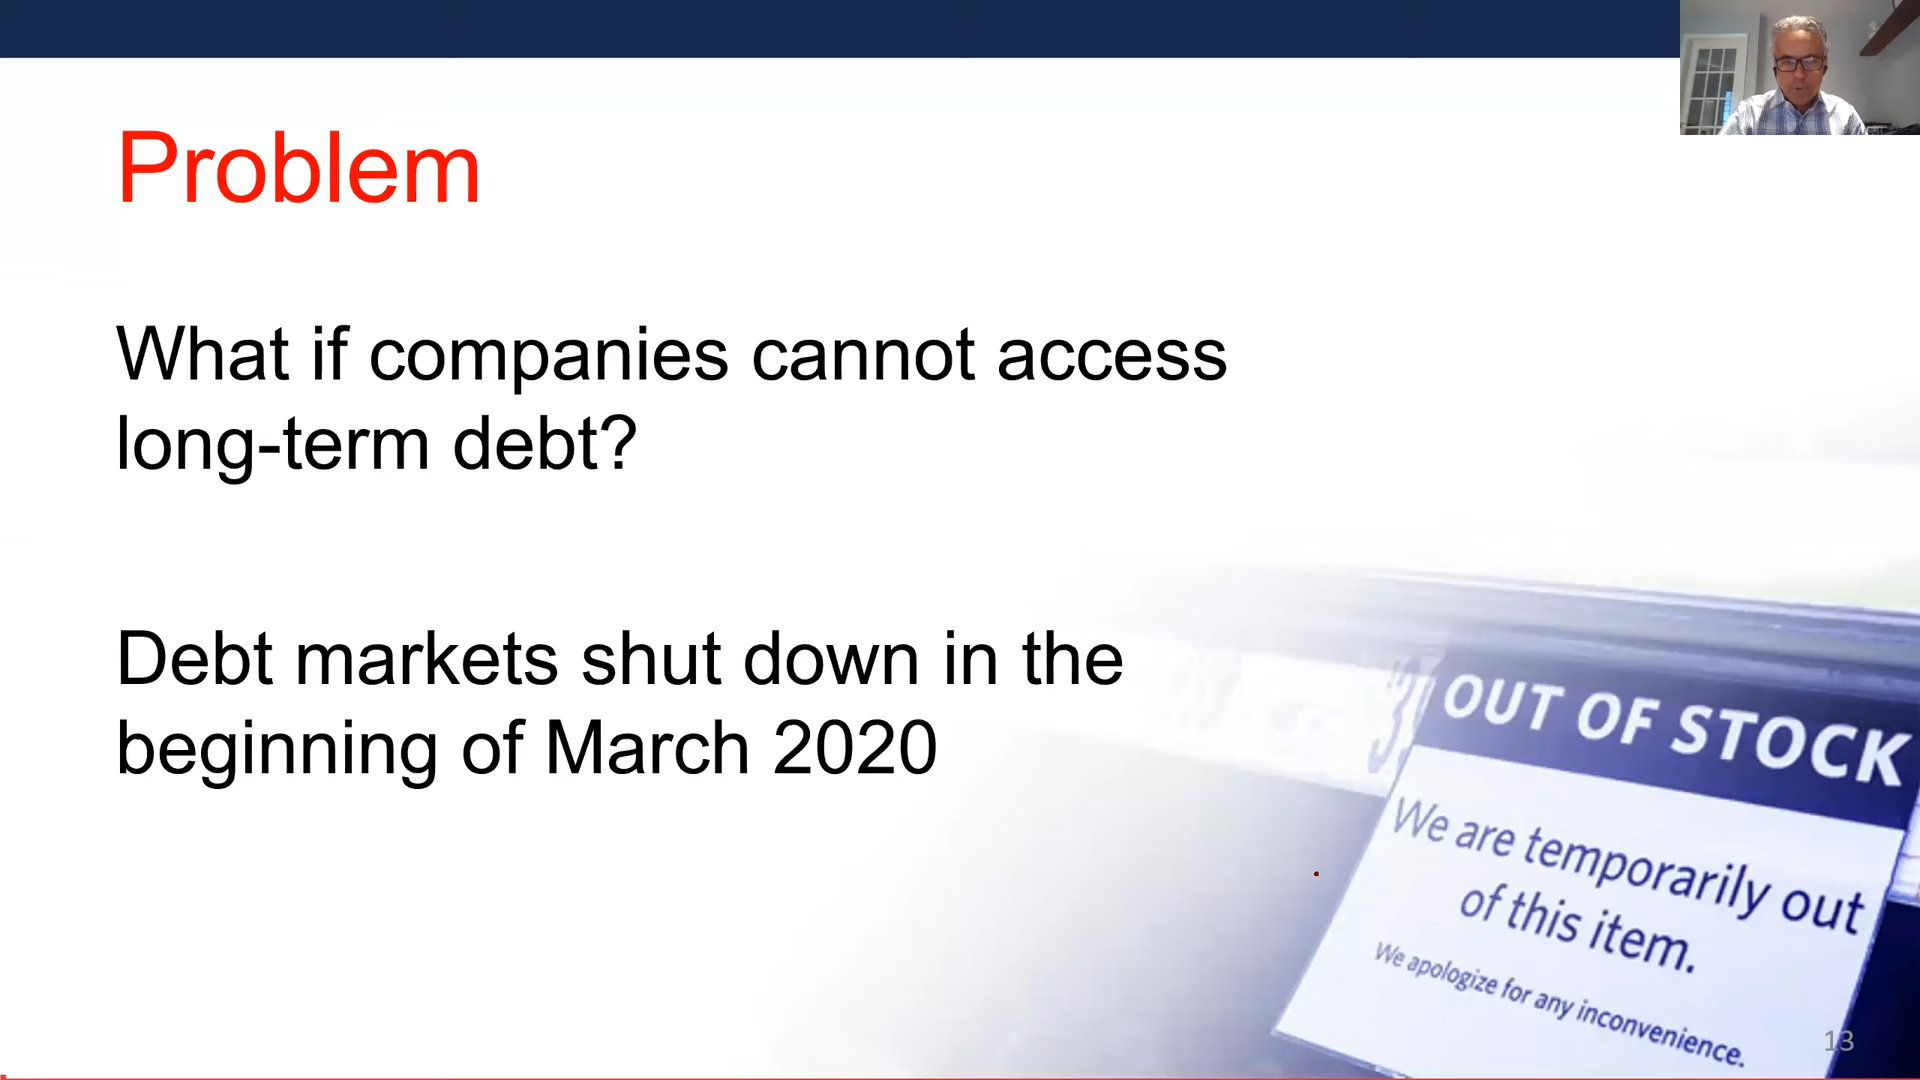 Problem
What if companies cannot access
long-term debt?
Debt markets shut down in the
beginning of March 2020
OUT OF STOCK
We are temporarily out
of this item.
We apologize for any inconvenience.
13